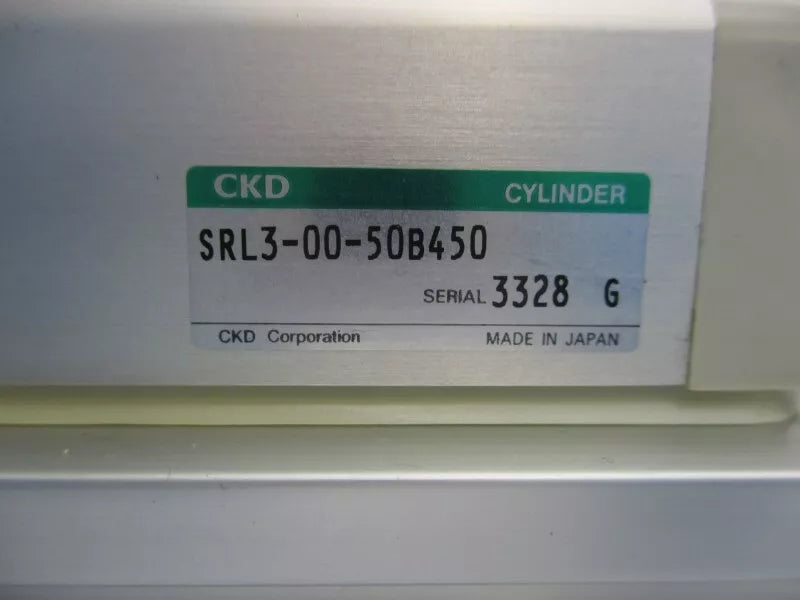 CKD CYLINDER
SRL3-00-50B450
SERIAL 3328 G
CKD Corporation MADE IN JAPAN